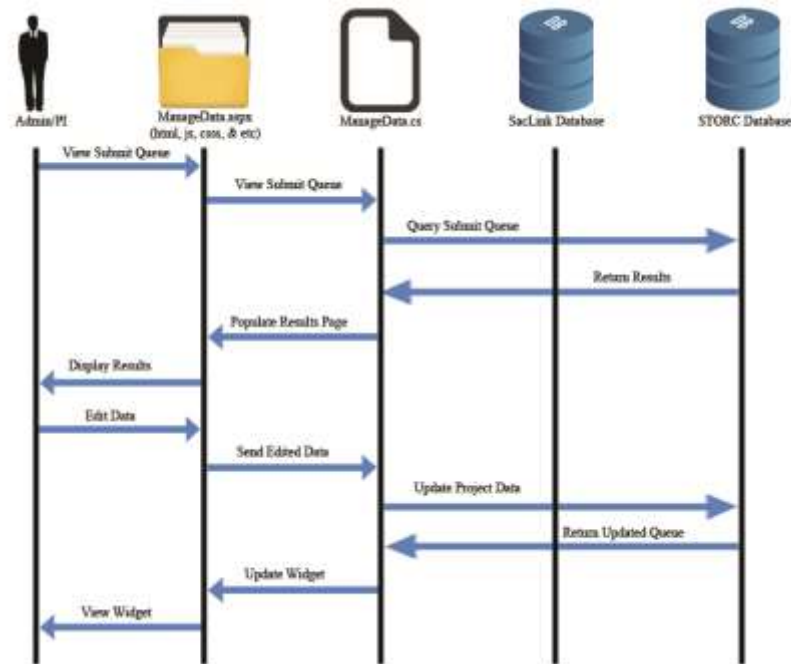 Admin/PI
ManageData.aspx
(html, js, csss, & etc)
ManageData.cs
SacLink Database
STORC Database
View Submit Queue
View Submit Queue
Query Submit Queue
Return Results
Populate Results Page
Display Results
Edit Data
Send Edited Data
Update Project Data
Return Updated Queue
Update Widget
View Widget